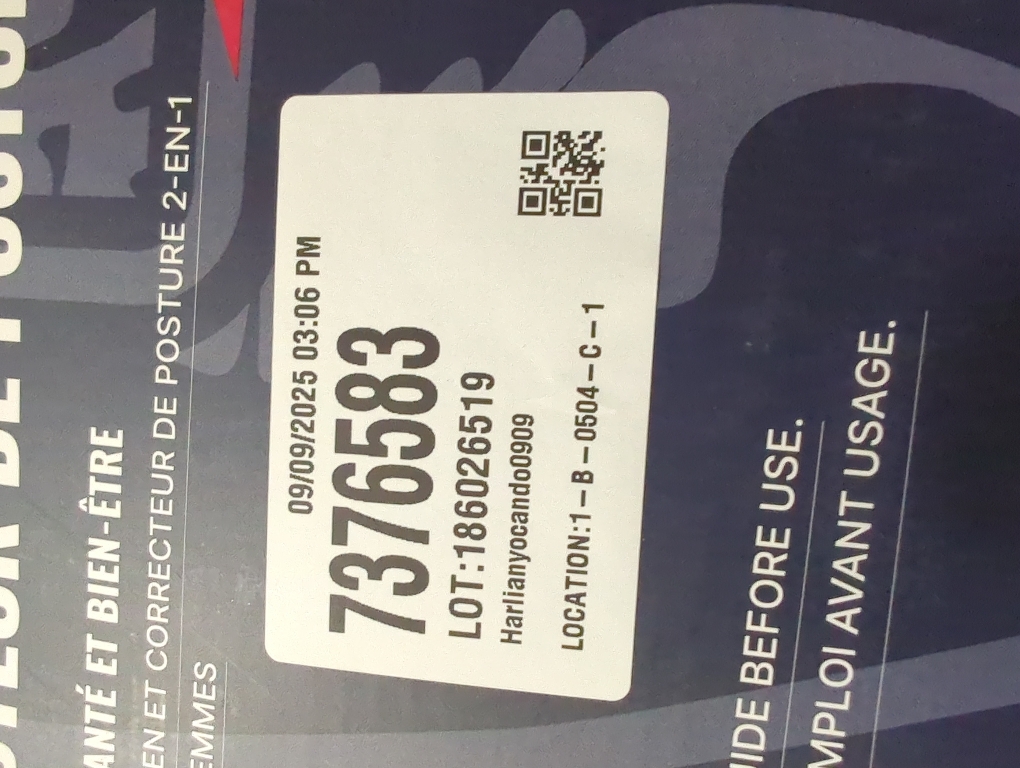 ANTÉ ET BIEN-ÊTRE
EN ET CORRECTEUR DE POSTURE 2-EN-1
EMMES
09/09/2025 03:06 PM
7376583
LOT:186026519
Harlianyocando0909
LOCATION:1-B-0504-C-1
UIDE BEFORE USE.
MPLOI AVANT USAGE.